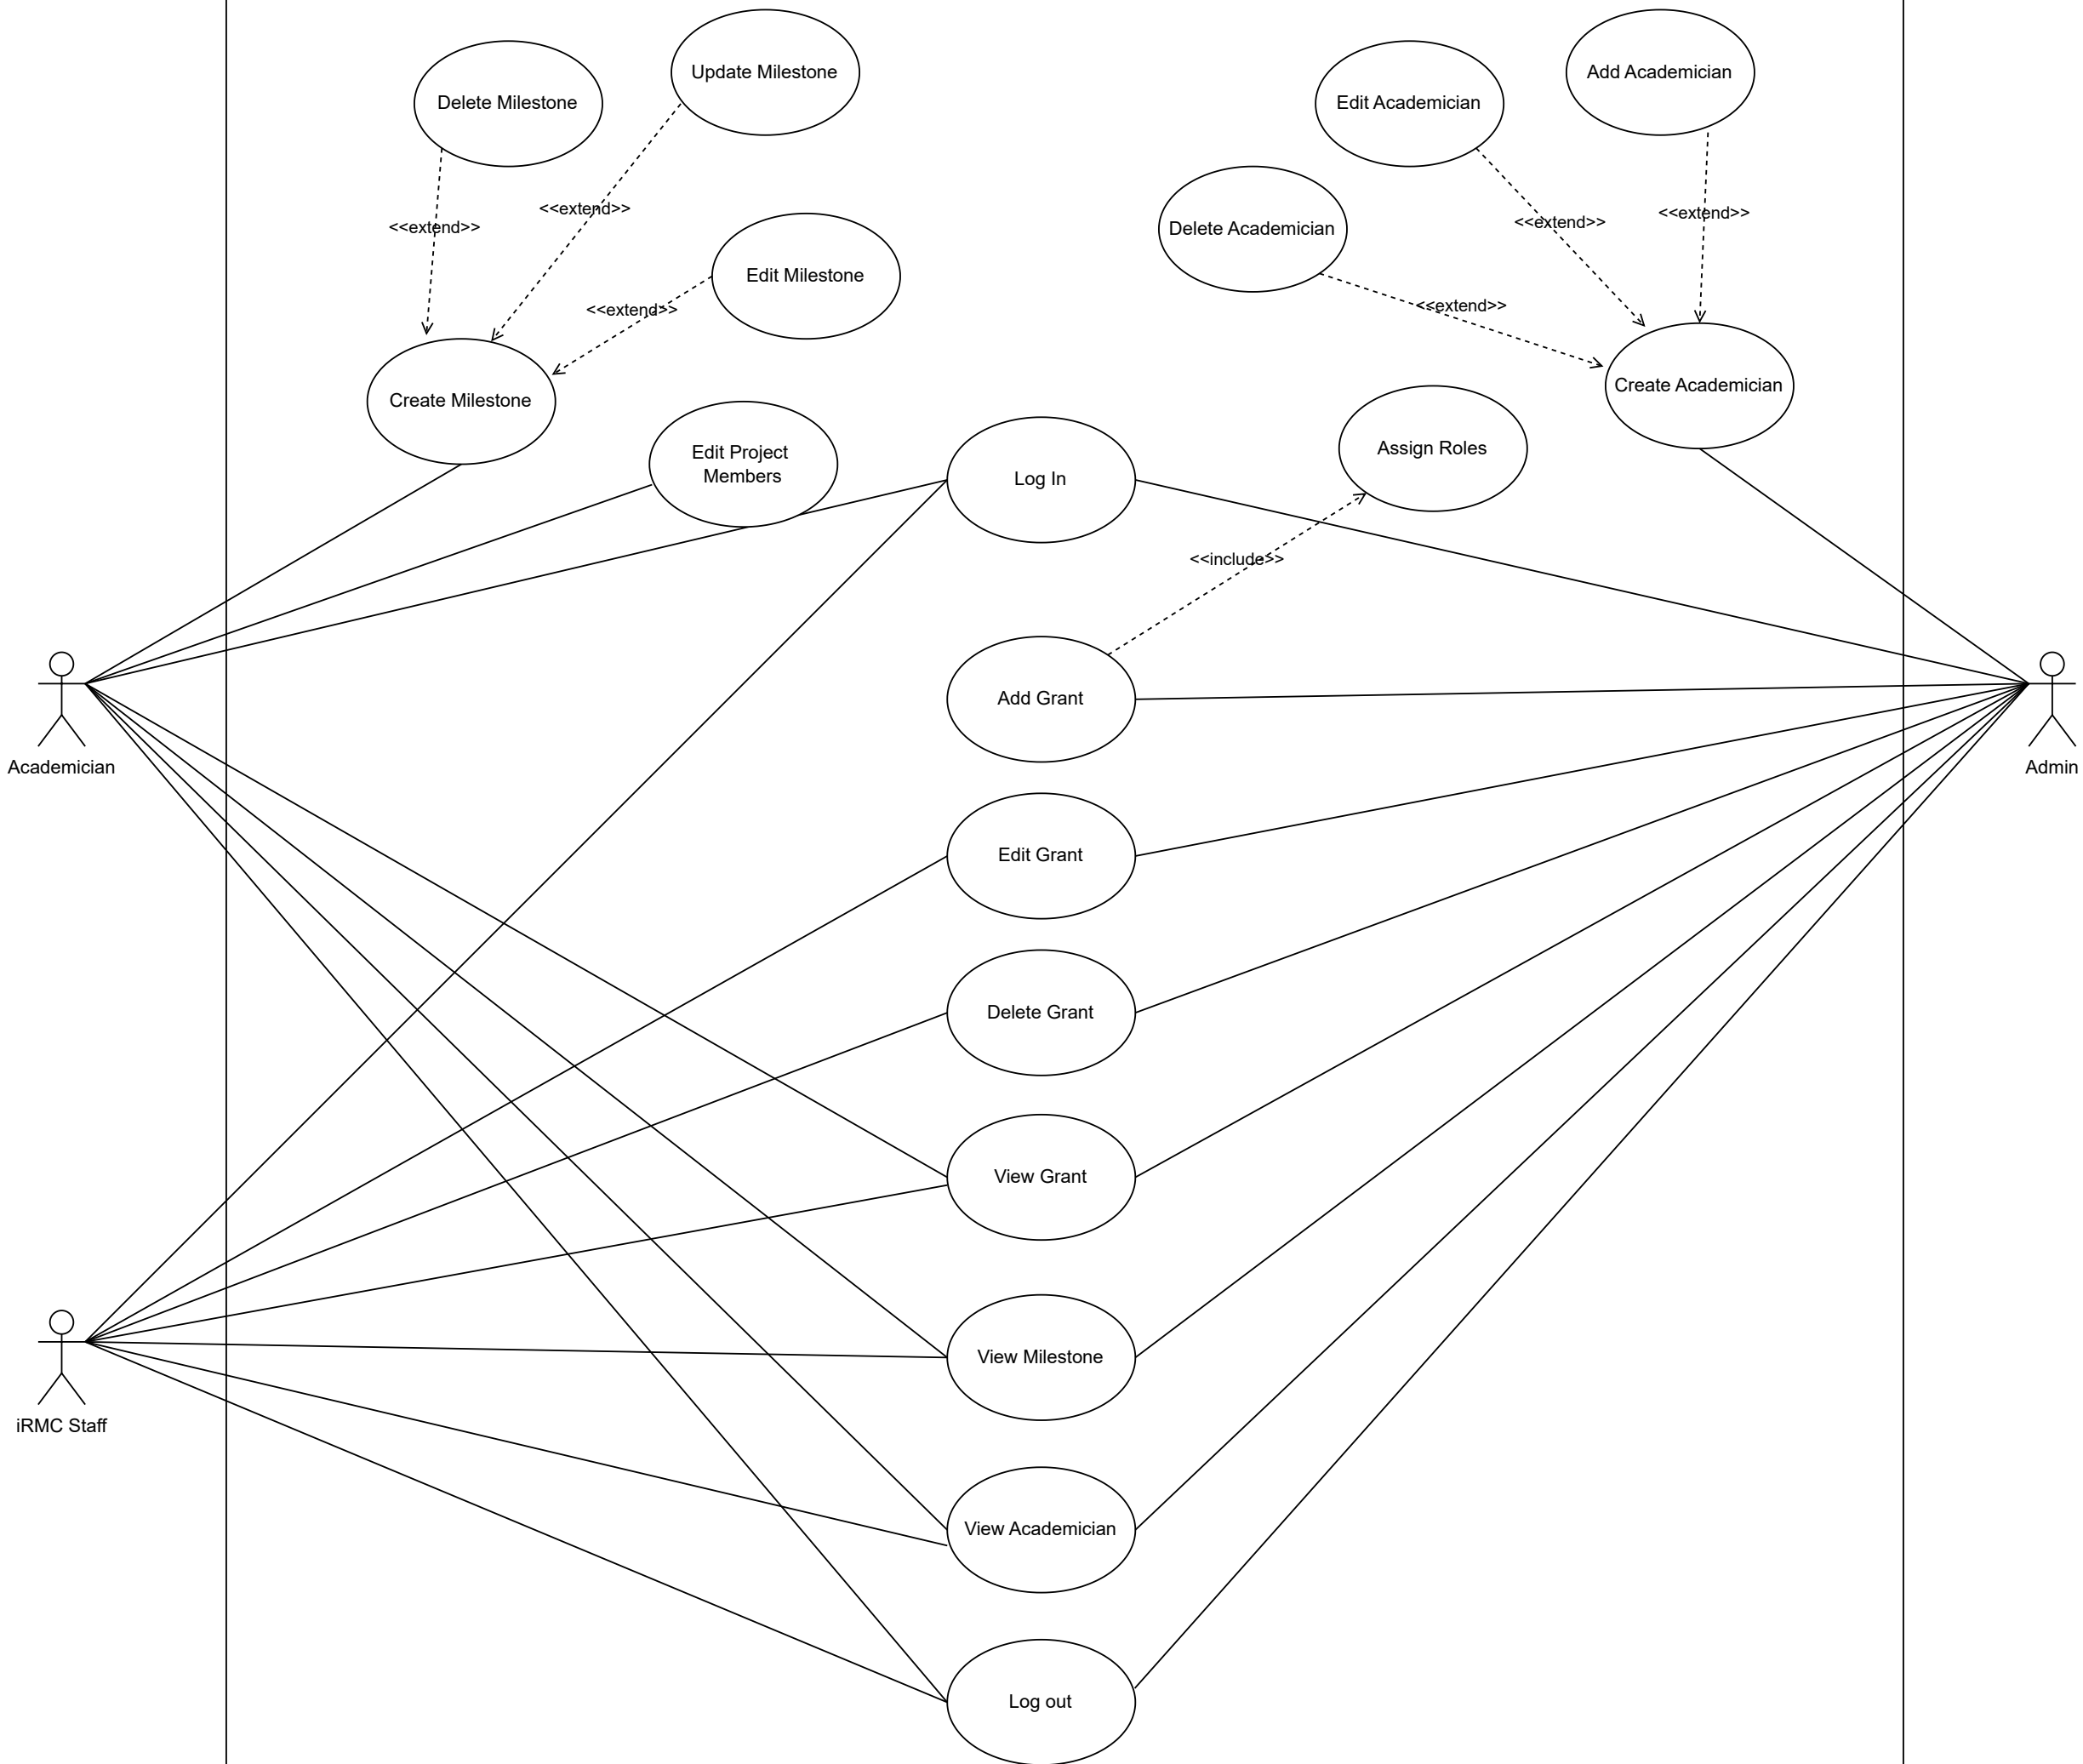 Update Milestone
Add Academician
Delete Milestone
Edit Academician
<<extend>>
<<extend>>
<<extend>>
<<extend>>
Delete Academician
Edit Milestone
<<extend>>
<<extend>>
Create Milestone
Create Academician
Edit Project
Members
Log In
Assign Roles
<<include>>
Add Grant
Academician
Admin
Edit Grant
Delete Grant
View Grant
View Milestone
iRMC Staff
View Academician
Log out